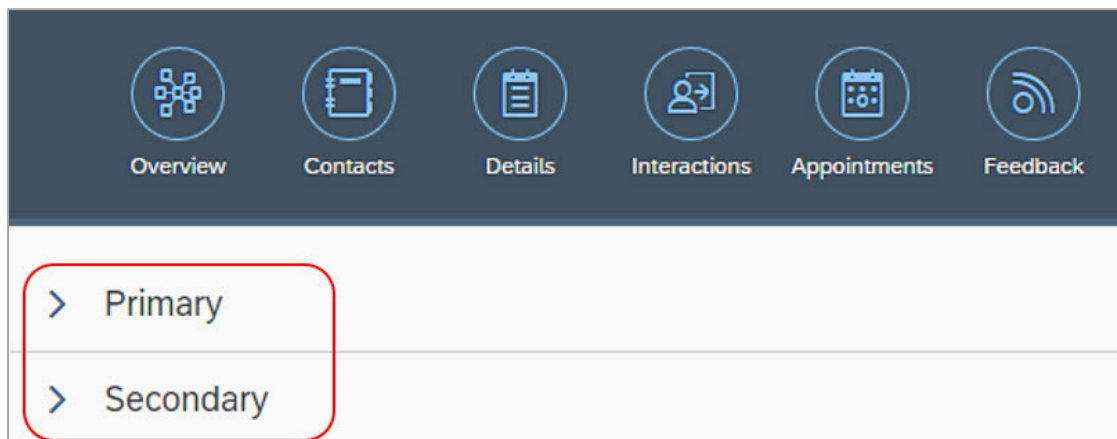 Overview Contacts Details Interactions Appointments Feedback
Primary
Secondary